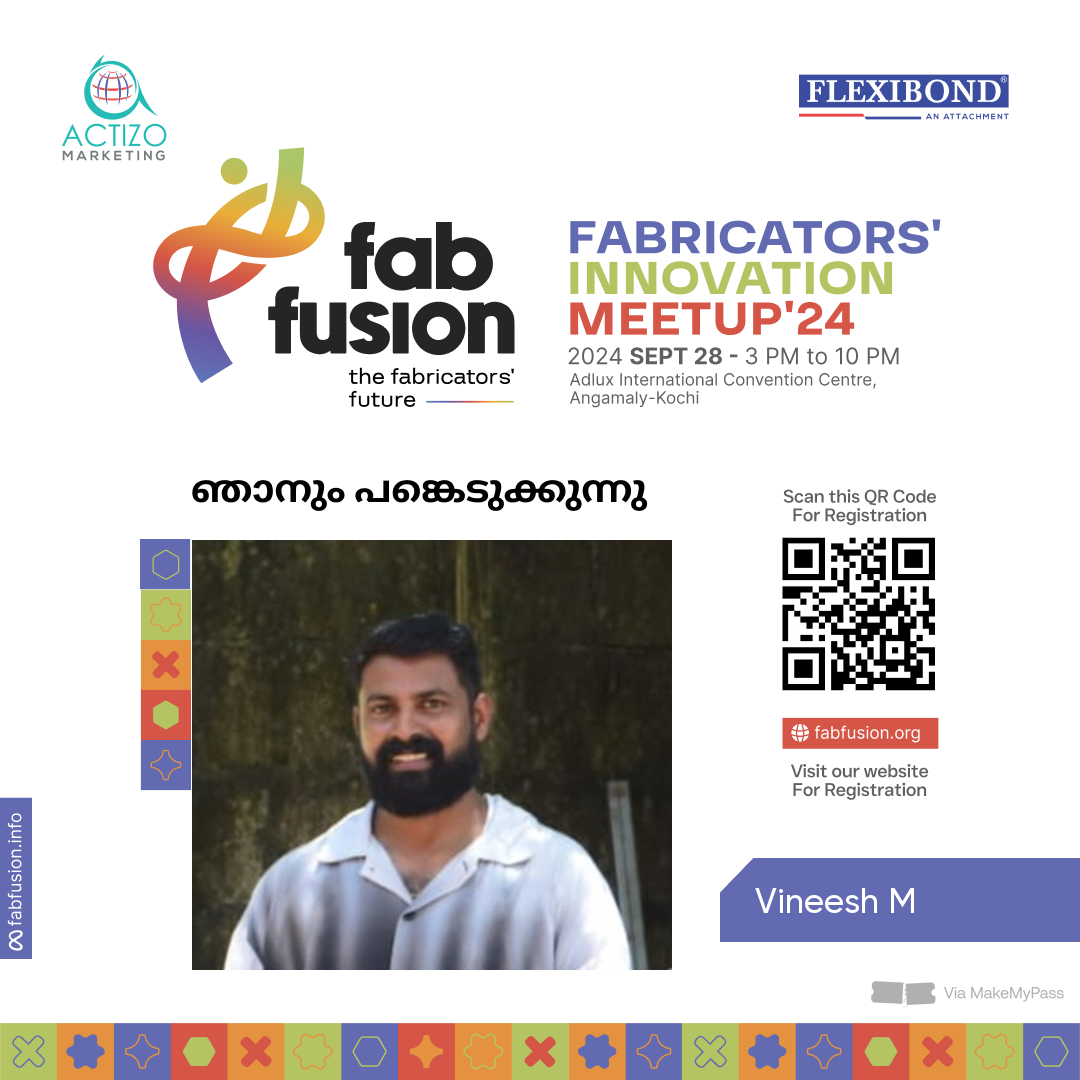 ACTIZO
MARKETING
FLEXIBOND®
AN ATTACHMENT
fab
fusion
the fabricators'
future
FABRICATORS'
INNOVATION
MEETUP'24
2024 SEPT 28 - 3 PM to 10 PM
Adlux International Convention Centre,
Angamaly-Kochi
ഞാനും പങ്കെടുക്കുന്നു
Scan this QR Code
For Registration
fabfusion.org
Visit our website
For Registration
fabfusion.info
Vineesh M
Via MakeMyPass